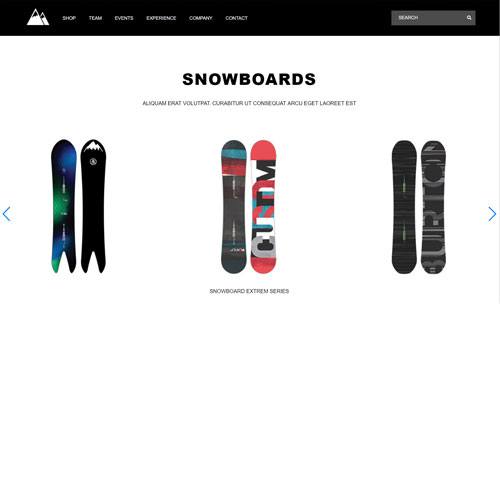 SHOP TEAM EVENTS EXPERIENCE COMPANY CONTACT SEARCH
SNOWBOARDS
ALIQUAM ERAT VOLUTPAT. CURABITUR UT CONSEQUAT ARCU EGET LAOREET EST
CUSTOM
BURTO
SNOWBOARD EXTREM SERIES